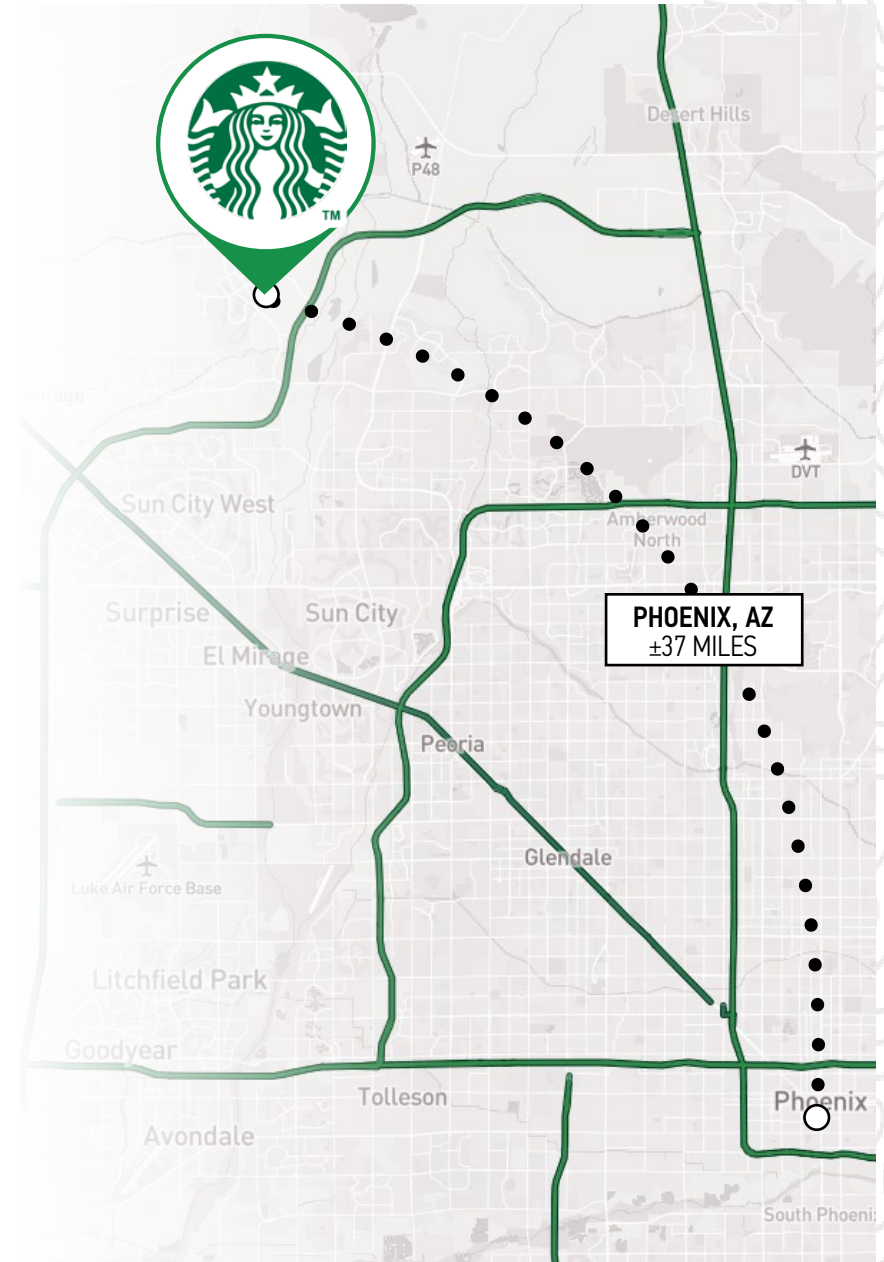 Desert Hills
P48
TM
eritage
DVT
Sun City West
Amberwood
North
PHOENIX, AZ
±37 MILES
Surprise
Sun City
El Mirage
Youngtown
Peoria
Glendale
Luke Air Force Base
Litchfield Park
Goodyear
Tolleson
Phoenix
Avondale
South Phoeni